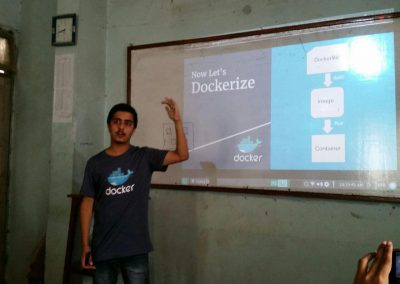 Now Let's
Dockerize
Dockerfile
Build
Image
Run
Container
docker
docker